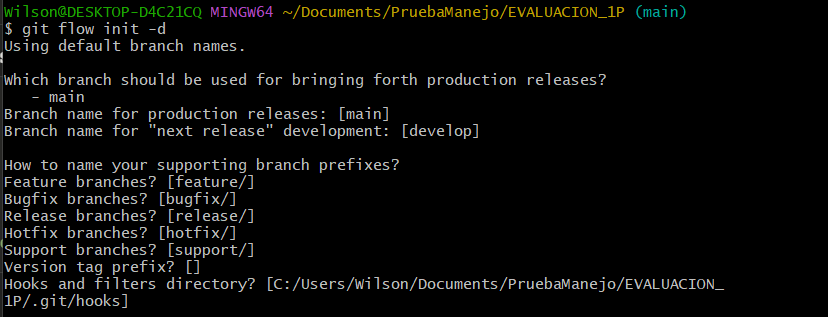 Wilson@DESKTOP-D4C21CQ MINGW64 ~/Documents/PruebaManejo/EVALUACION_1P (main)
$ git flow init -d
Using default branch names.

Which branch should be used for bringing forth production releases?
   - main
Branch name for production releases: [main]
Branch name for "next release" development: [develop]

How to name your supporting branch prefixes?
Feature branches? [feature/]
Bugfix branches? [bugfix/]
Release branches? [release/]
Hotfix branches? [hotfix/]
Support branches? [support/]
Version tag prefix? []
Hooks and filters directory? [C:/Users/Wilson/Documents/PruebaManejo/EVALUACION_
1P/.git/hooks]